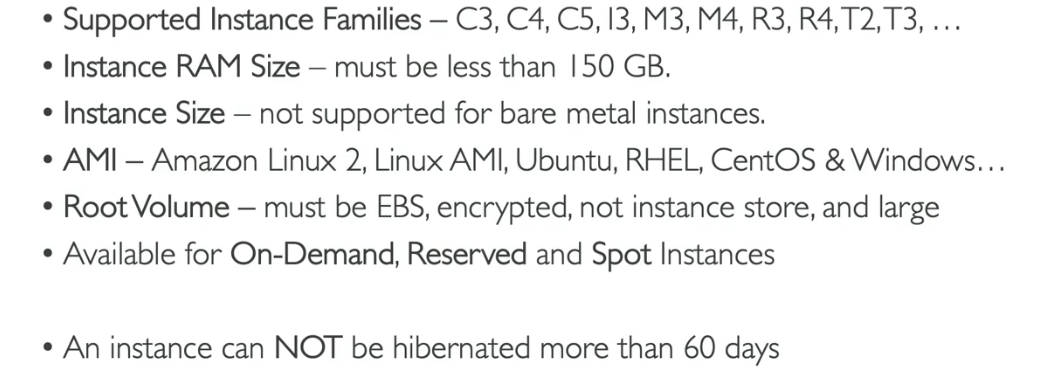 • Supported Instance Families – C3, C4, C5, I3, M3, M4, R3, R4, T2, T3, …
• Instance RAM Size – must be less than 150 GB.
• Instance Size – not supported for bare metal instances.
• AMI – Amazon Linux 2, Linux AMI, Ubuntu, RHEL, CentOS & Windows…
• Root Volume – must be EBS, encrypted, not instance store, and large
• Available for On-Demand, Reserved and Spot Instances
• An instance can NOT be hibernated more than 60 days